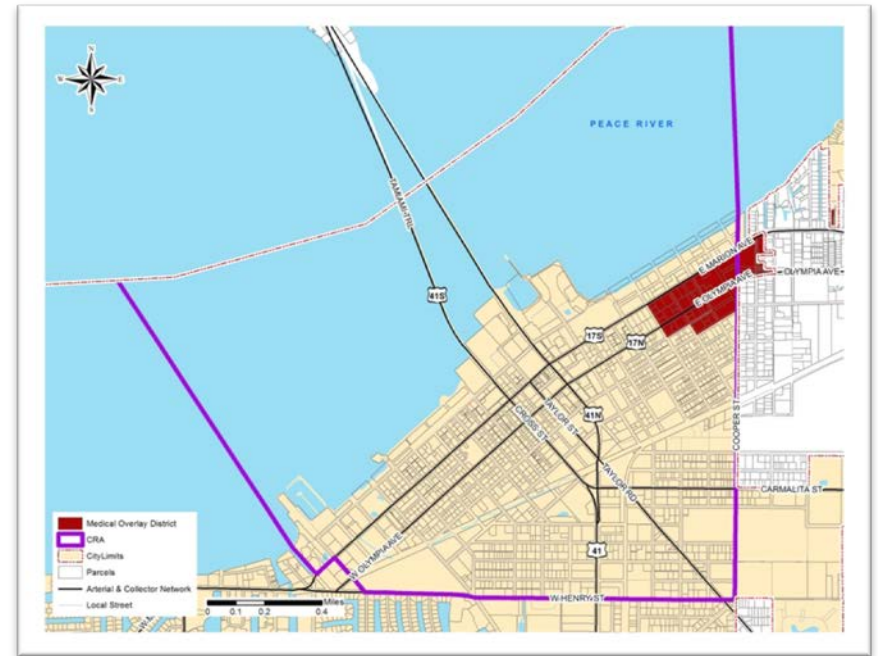 N
W
E
S
PEACE RIVER
TAMIAMI TRL
41S
E MARION AVE
OLYMPIA AVE
E OLYMPIA AVE
17S
17N
TAYLOR ST
41N
CROSS ST
COOPER ST
TAYLOR RD
CARMALITA ST
W OLYMPIA AVE
41
W HENRY ST
Medical Overlay District
CRA
CityLimits
Parcels
Arterial & Collector Network
Local Street
Miles
0 0.1 0.2 0.4